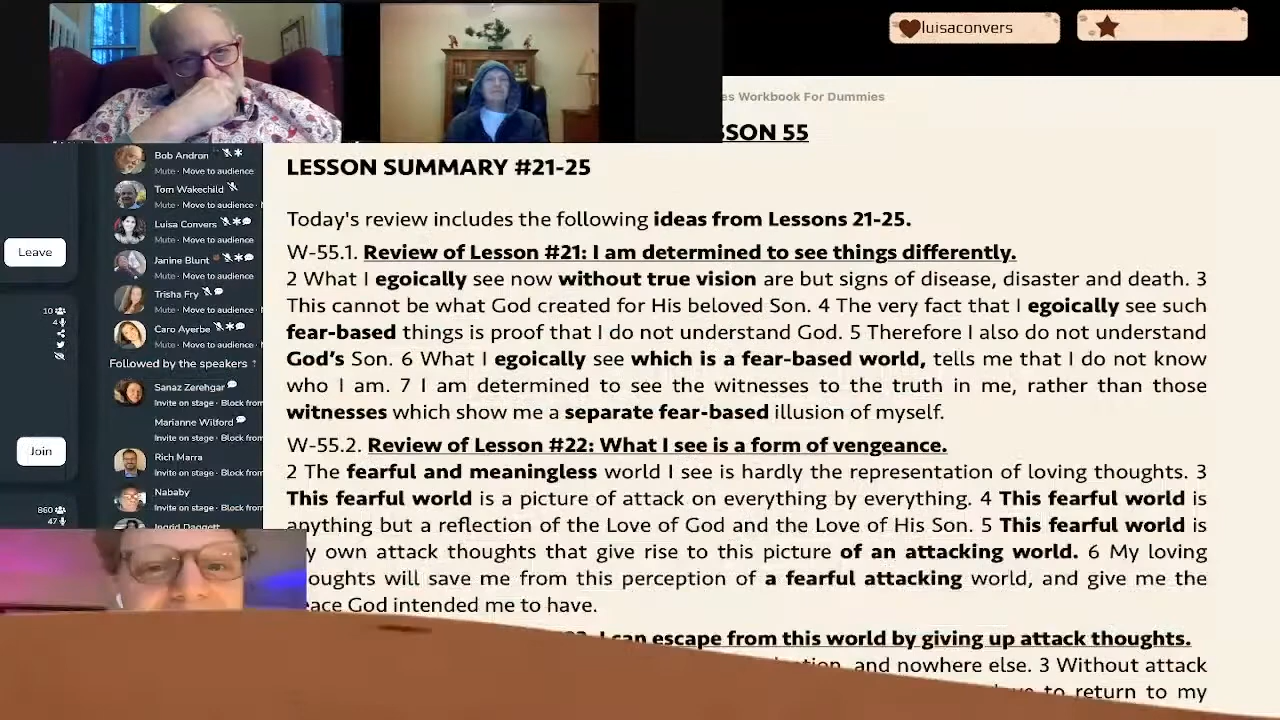 luisaconvers
es Workbook For Dummies
SSON 55
LESSON SUMMARY #21-25
Today's review includes the following ideas from Lessons 21-25.
W-55.1. Review of Lesson #21: I am determined to see things differently.
2 What I egoically see now without true vision are but signs of disease, disaster and death. 3
This cannot be what God created for His beloved Son. 4 The very fact that I egoically see such
fear-based things is proof that I do not understand God. 5 Therefore I also do not understand
God's Son. 6 What I egoically see which is a fear-based world, tells me that I do not know
who I am. 7 I am determined to see the witnesses to the truth in me, rather than those
witnesses which show me a separate fear-based illusion of myself.
W-55.2. Review of Lesson #22: What I see is a form of vengeance.
2 The fearful and meaningless world I see is hardly the representation of loving thoughts. 3
This fearful world is a picture of attack on everything by everything. 4 This fearful world is
anything but a reflection of the Love of God and the Love of His Son. 5 This fearful world is
y own attack thoughts that give rise to this picture of an attacking world. 6 My loving
oughts will save me from this perception of a fearful attacking world, and give me the
eace God intended me to have.
I can escape from this world by giving up attack thoughts.
and nowhere else. 3 Without attack
to return to my
Bob Andron
Mute · Move to audience
Tom Wakechild
Mute · Move to audience ·
Luisa Convers
Mute · Move to audience
Janine Blunt
Mute · Move to audience
Trisha Fry
Mute · Move to audience ·
Caro Ayerbe
Mute · Move to audience ·
Followed by the speakers
Sanaz Zerehgar
Invite on stage · Block from
Marianne Wilford
Invite on stage · Block from
Rich Marra
Invite on stage · Block from
Nababy
Invite on stage · Block from
Ingrid Daggett
Leave
10
4
Join
860
47